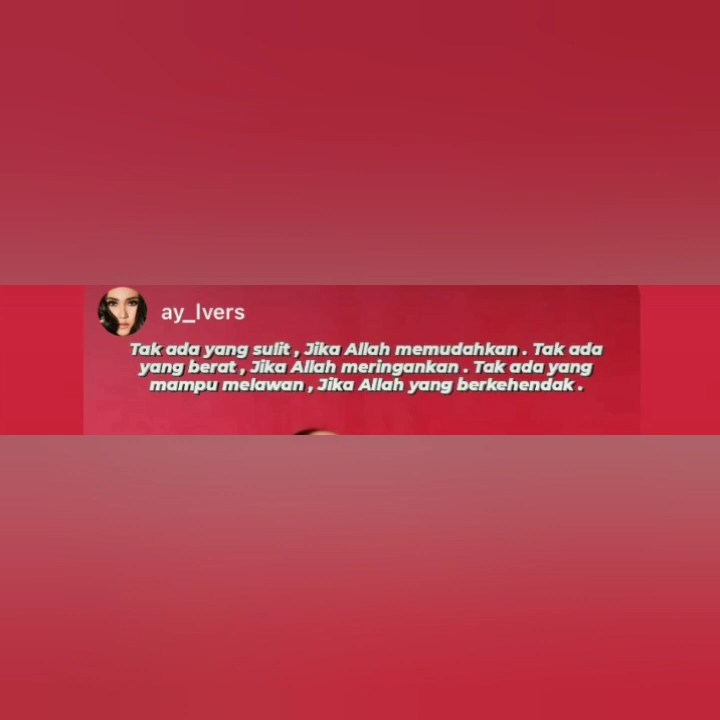 ay_Ivers
Tak ada yang sulit , Jika Allah memudahkan . Tak ada
yang berat , Jika Allah meringankan . Tak ada yang
mampu melawan , Jika Allah yang berkehendak .